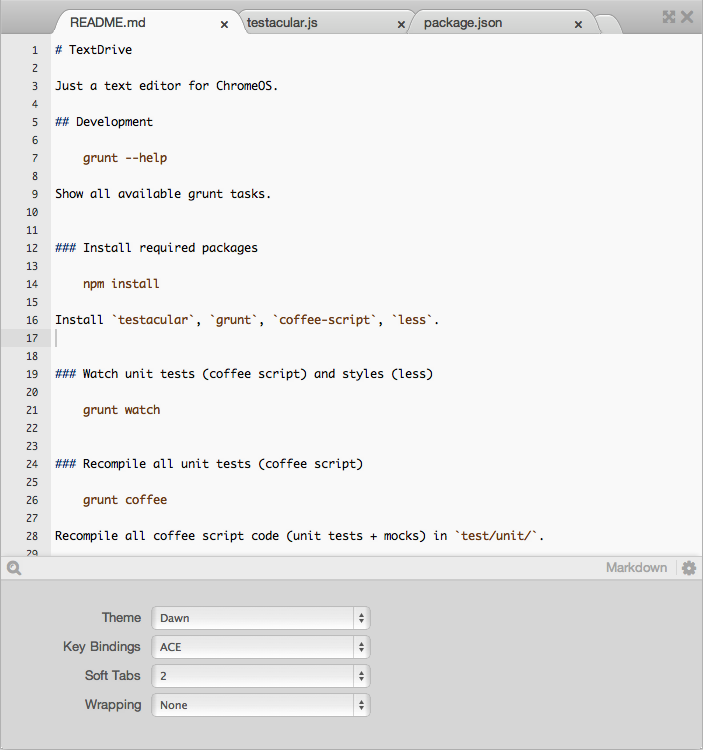 README.md × testacular.js × package.json ×
1 # TextDrive
2
3 Just a text editor for ChromeOS.
4
5 ## Development
6
7     grunt --help
8
9 Show all available grunt tasks.
10
11
12 ### Install required packages
13
14     npm install
15
16 Install `testacular`, `grunt`, `coffee-script`, `less`.
17
18
19 ### Watch unit tests (coffee script) and styles (less)
20
21     grunt watch
22
23
24 ### Recompile all unit tests (coffee script)
25
26     grunt coffee
27
28 Recompile all coffee script code (unit tests + mocks) in `test/unit/`.
29
Markdown
Theme Dawn
Key Bindings ACE
Soft Tabs 2
Wrapping None